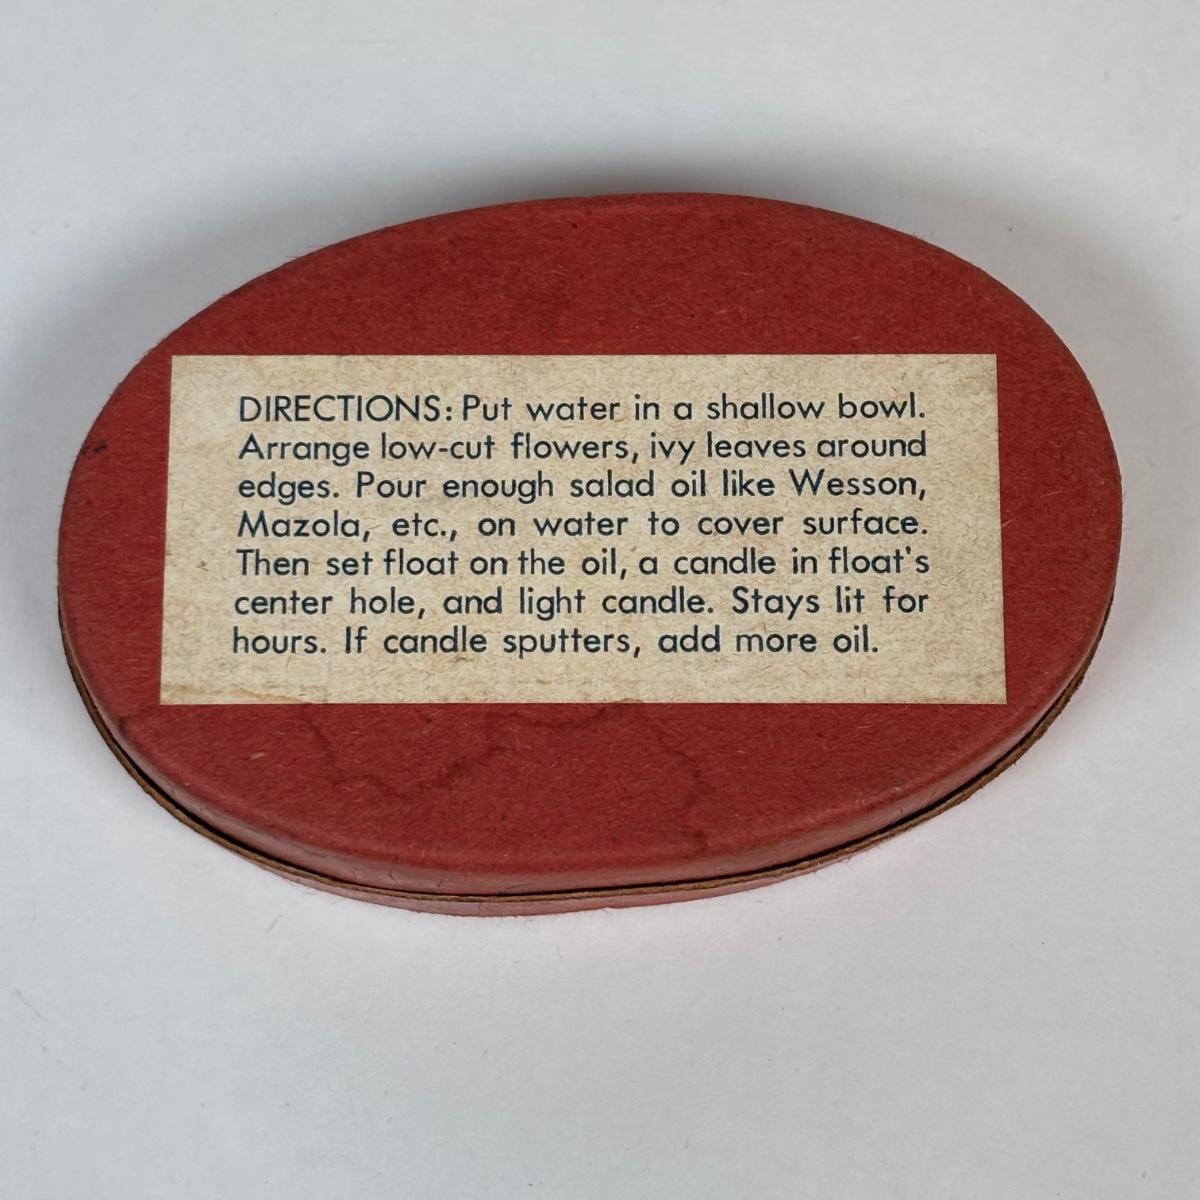 DIRECTIONS: Put water in a shallow bowl.
Arrange low-cut flowers, ivy leaves around
edges. Pour enough salad oil like Wesson,
Mazola, etc., on water to cover surface.
Then set float on the oil, a candle in float's
center hole, and light candle. Stays lit for
hours. If candle sputters, add more oil.